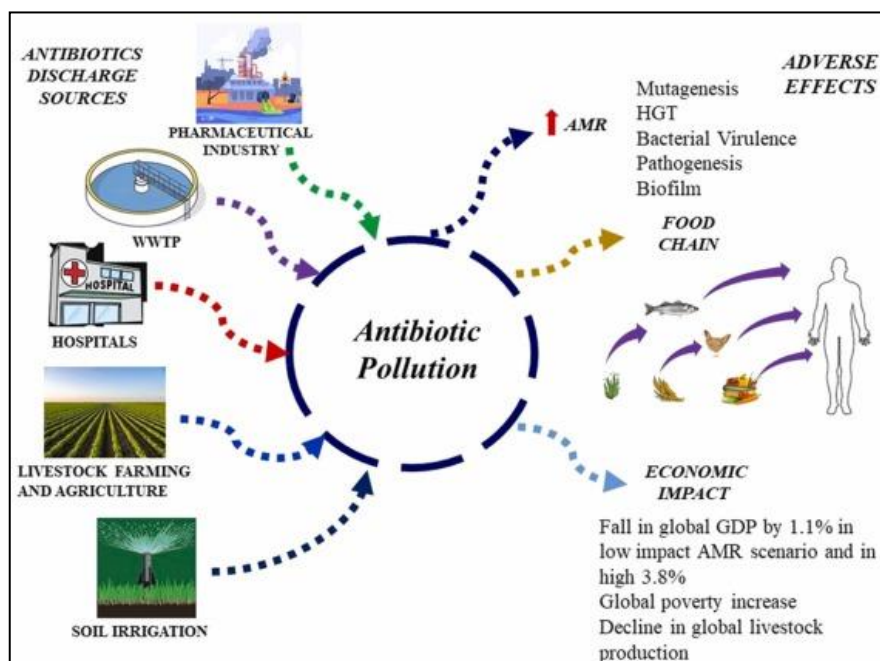 ANTIBIOTICS
DISCHARGE
SOURCES
PHARMACEUTICAL
INDUSTRY
WWTP
HOSPITAL
HOSPITALS
LIVESTOCK FARMING
AND AGRICULTURE
SOIL IRRIGATION
Antibiotic
Pollution
ADVERSE
EFFECTS
AMR
Mutagenesis
HGT
Bacterial Virulence
Pathogenesis
Biofilm
FOOD
CHAIN
ECONOMIC
IMPACT
Fall in global GDP by 1.1% in
low impact AMR scenario and in
high 3.8%
Global poverty increase
Decline in global livestock
production